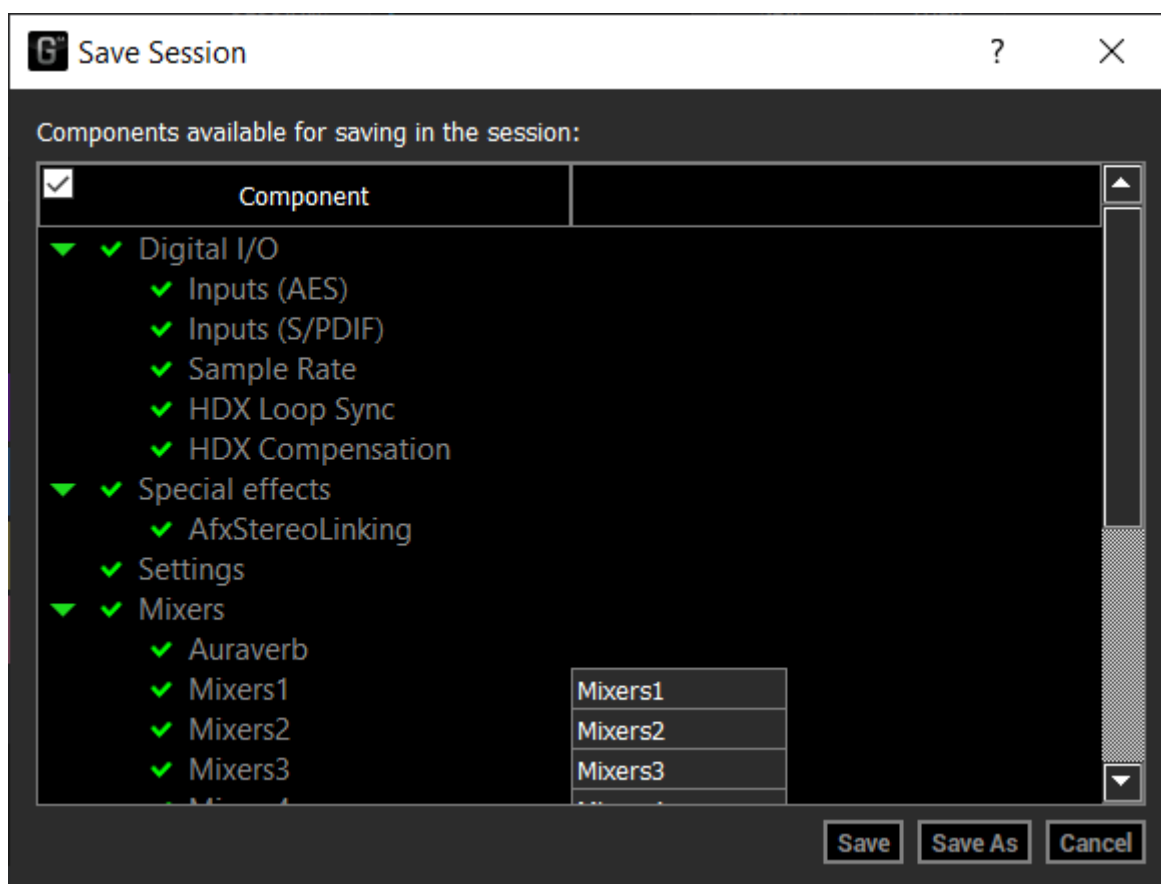 Save Session
?
Components available for saving in the session:
Component
Digital I/O
Inputs (AES)
Inputs (S/PDIF)
Sample Rate
HDX Loop Sync
HDX Compensation
Special effects
AfxStereoLinking
Settings
Mixers
Auraverb
Mixers1 Mixers1
Mixers2 Mixers2
Mixers3 Mixers3
Save Save As Cancel